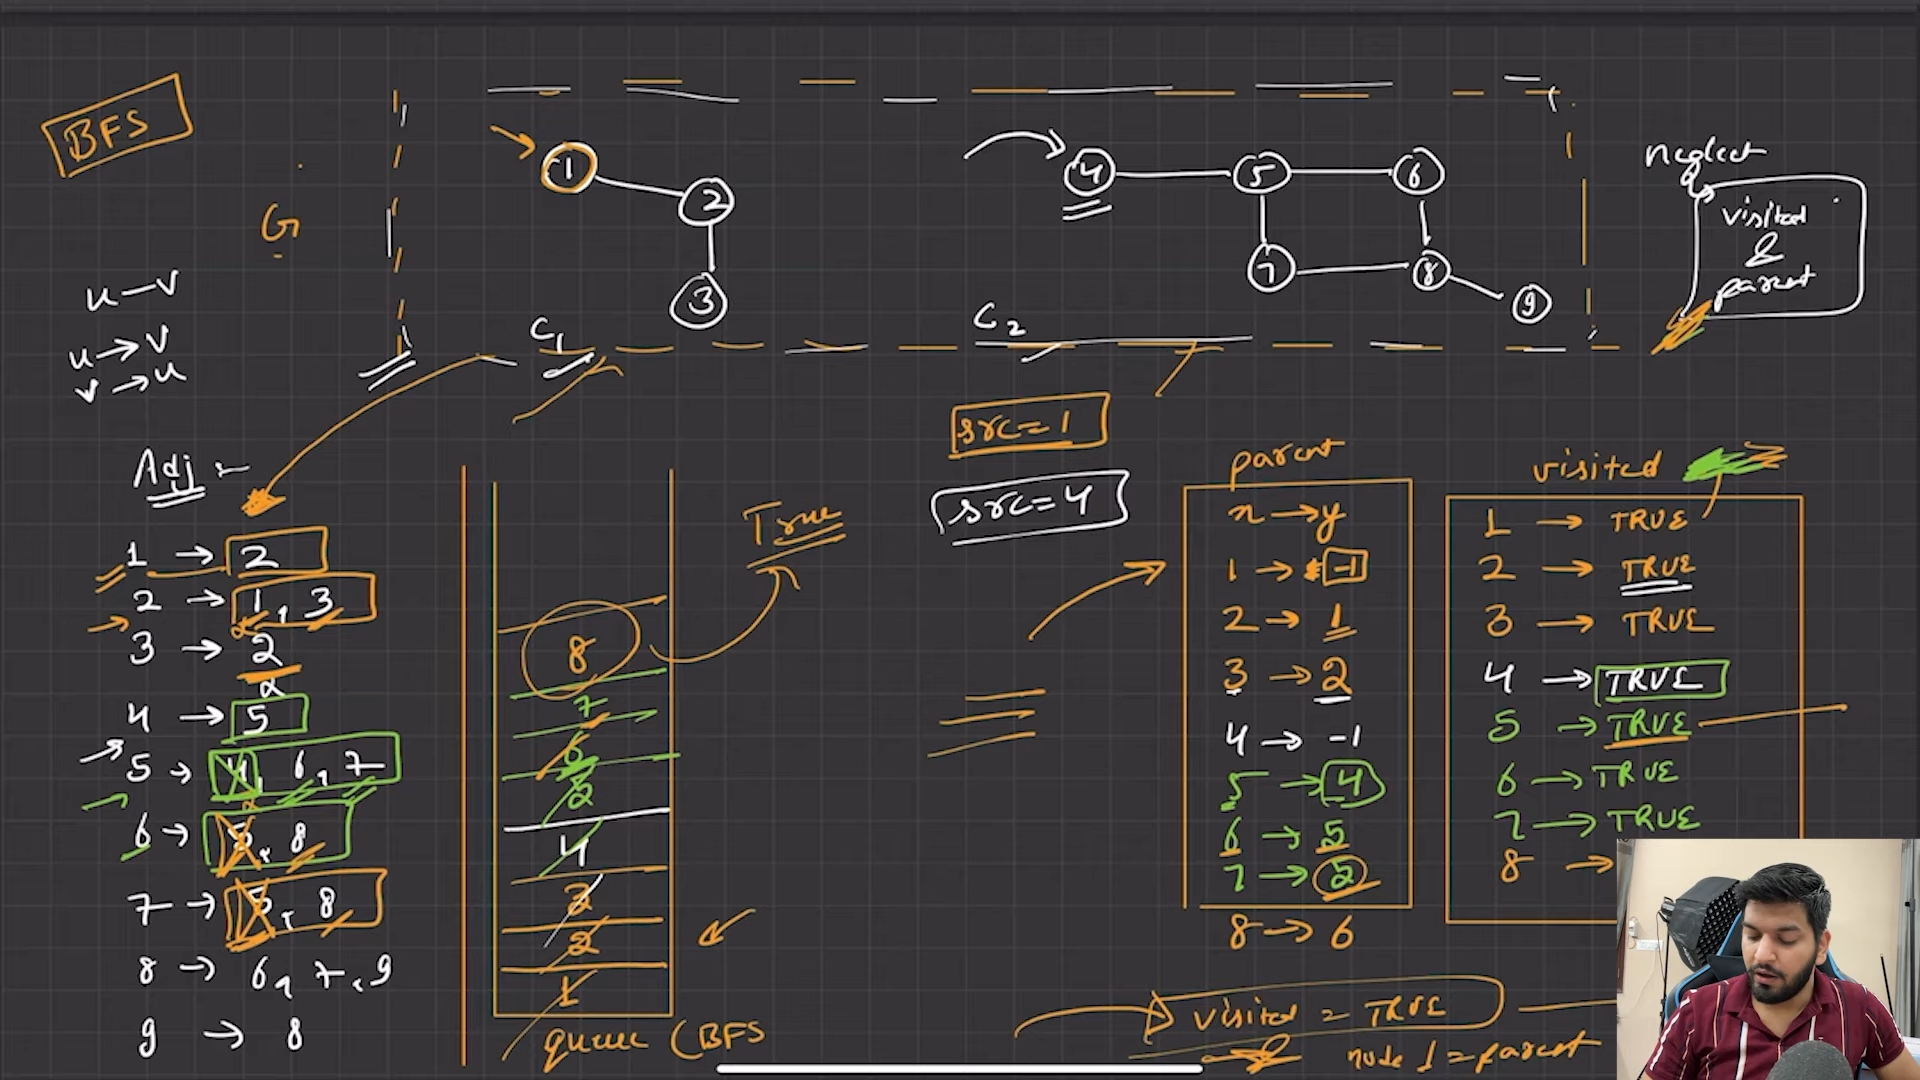 BFS
G
u — v
u → v
v → u
1
2
3
C1
4
5
6
7
8
9
C2
neglect
visited
&
parent
src = 1
src = 4
Adj :-
1 → 2
2 → 1, 3
3 → 2
4 → 5
5 → 4, 6, 7
6 → 5, 8
7 → 5, 8
8 → 6, 7, 9
9 → 8
True
8
7
6
4
2
1
queue (BFS
parent
x → y
1 → -1
2 → 1
3 → 2
4 → -1
5 → 4
6 → 5
7 → 5
8 → 6
visited
1 → TRUE
2 → TRUE
3 → TRUE
4 → TRUE
5 → TRUE
6 → TRUE
7 → TRUE
8 →
visited = TRUE
node 1 = parent